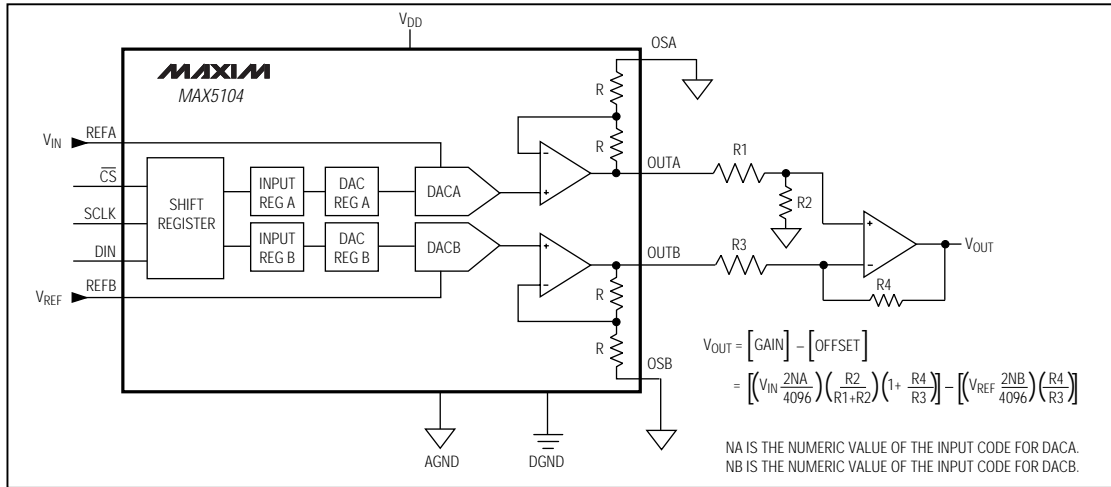 VDD
MAXIM
MAX5104
OSA
R
R
VIN
REFA
CS
SCLK
DIN
REFB
VREF
SHIFT
REGISTER
INPUT
REG A
DAC
REG A
DACA
INPUT
REG B
DAC
REG B
DACB
+
−
+
−
OUTA
R1
R2
OUTB
R3
+
−
VOUT
R4
R
R
OSB
AGND
DGND
VOUT = [GAIN] – [OFFSET]
= [(VIN 2NA/4096)(R2/R1+R2)(1+ R4/R3)] – [(VREF 2NB/4096)(R4/R3)]
NA IS THE NUMERIC VALUE OF THE INPUT CODE FOR DACA.
NB IS THE NUMERIC VALUE OF THE INPUT CODE FOR DACB.